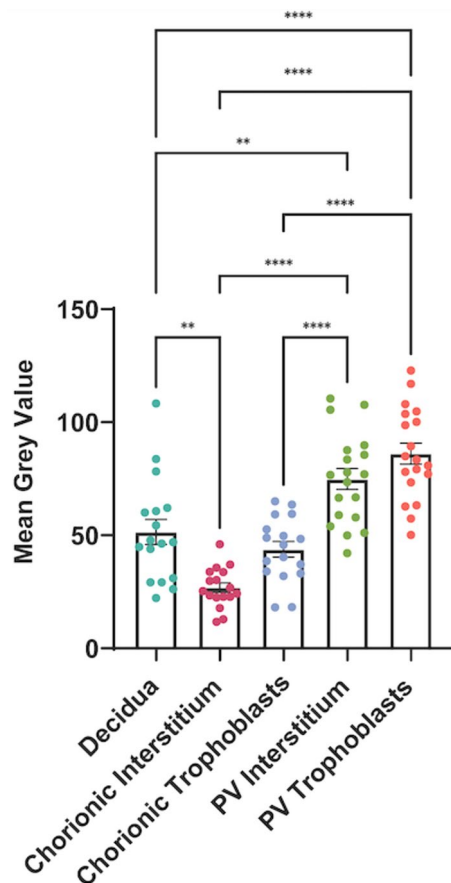 ****
****
**
****
****
**
****
150
100
50
0
Mean Grey Value
Decidua
Chorionic Interstitium
Chorionic Trophoblasts
PV Interstitium
PV Trophoblasts